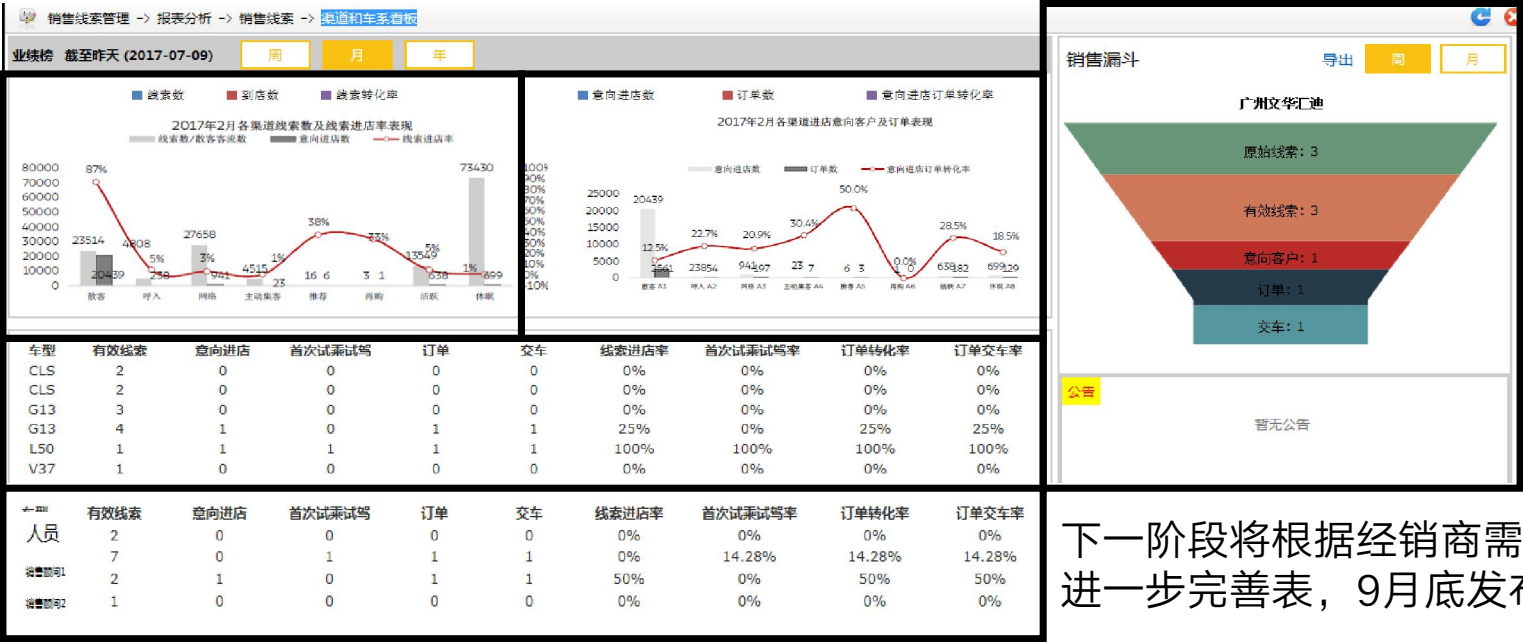 销售线索管理 -> 报表分析 -> 销售线索 -> 渠道和车系看板
业绩榜 截至昨天 (2017-07-09) 周 月 年
线索数 到店数 线索转化率
2017年2月各渠道线索数及线索进店率表现
线索数/散客客流数 意向进店数 线索进店率
80000
70000
60000
50000
40000
30000
20000
10000
0
87% 73430
38%
23514 4808 27658 33% 13549
5% 3% 1% 5% 1%
20439 258 941 4515 23 16 6 3 1 638 699
散客 呼入 网络 主动集客 推荐 再购 活跃 休眠
意向进店数 订单数 意向进店订单转化率
2017年2月各渠道进店意向客户及订单表现
意向进店数 订单数 意向进店订单转化率
100%
90%
80%
70%
60%
50%
40%
30%
20%
10%
0%
-10%
25000
20000
15000
10000
5000
0
20439 50.0%
12.5% 22.7% 20.9% 30.4% 0.0% 28.5% 18.5%
2561 23854 941 197 23 7 6 3 1 0 638 182 699 129
散客 A1 呼入 A2 网络 A3 主动集客 A4 推荐 A5 再购 A6 活跃 A7 休眠 A8
车型 有效线索 意向进店 首次试乘试驾 订单 交车 线索进店率 首次试乘试驾率 订单转化率 订单交车率
CLS 2 0 0 0 0 0% 0% 0% 0%
CLS 2 0 0 0 0 0% 0% 0% 0%
G13 3 0 0 0 0 0% 0% 0% 0%
G13 4 1 0 1 1 25% 0% 25% 25%
L50 1 1 1 1 1 100% 100% 100% 100%
V37 1 0 0 0 0 0% 0% 0% 0%
有效线索 意向进店 首次试乘试驾 订单 交车 线索进店率 首次试乘试驾率 订单转化率 订单交车率
人员 2 0 0 0 0 0% 0% 0% 0%
7 0 1 1 1 0% 14.28% 14.28% 14.28%
销售顾问1 2 1 0 1 1 50% 0% 50% 50%
销售顾问2 1 0 0 0 0 0% 0% 0% 0%
销售漏斗 导出 周 月
广州文华汇迪
原始线索: 3
有效线索: 3
意向客户: 1
订单: 1
交车: 1
公告
暂无公告
下一阶段将根据经销商需
进一步完善表，9月底发